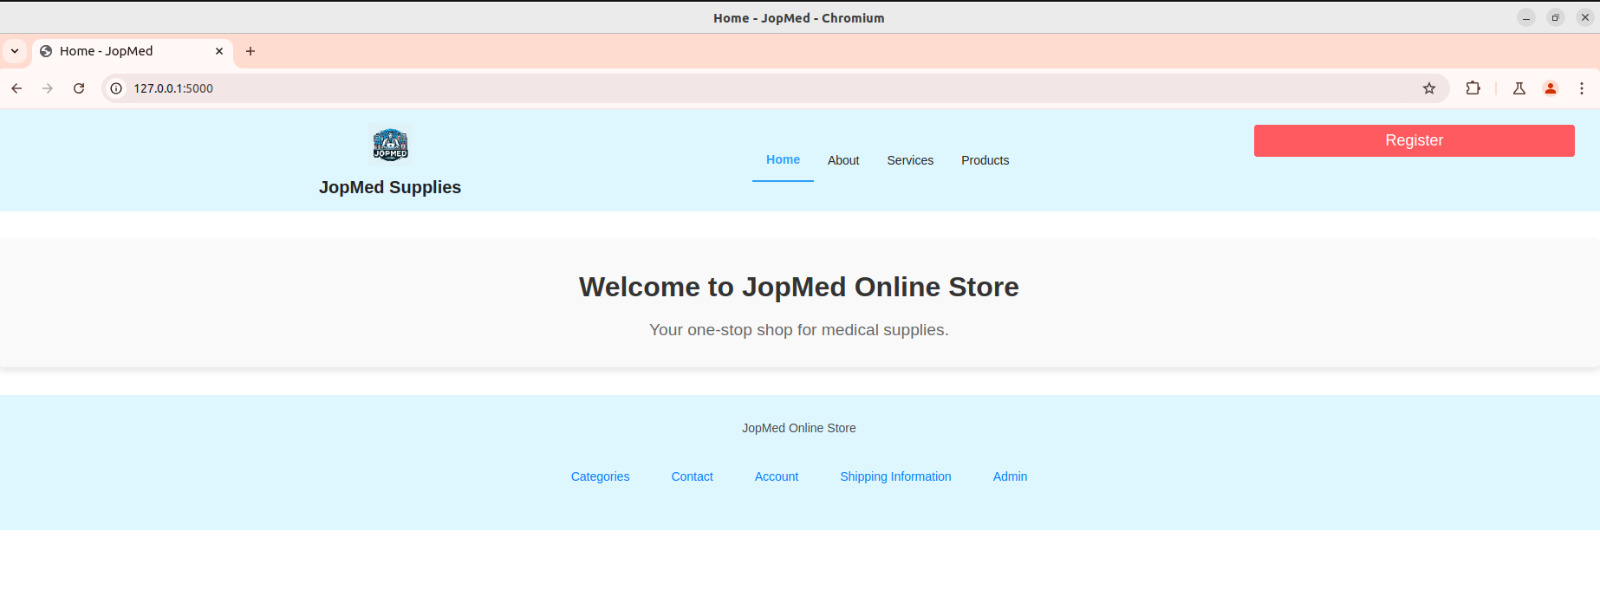 Home - JopMed - Chromium
Home - JopMed
127.0.0.1:5000
JOPMED
JopMed Supplies
Home About Services Products
Register
Welcome to JopMed Online Store
Your one-stop shop for medical supplies.
JopMed Online Store
Categories Contact Account Shipping Information Admin